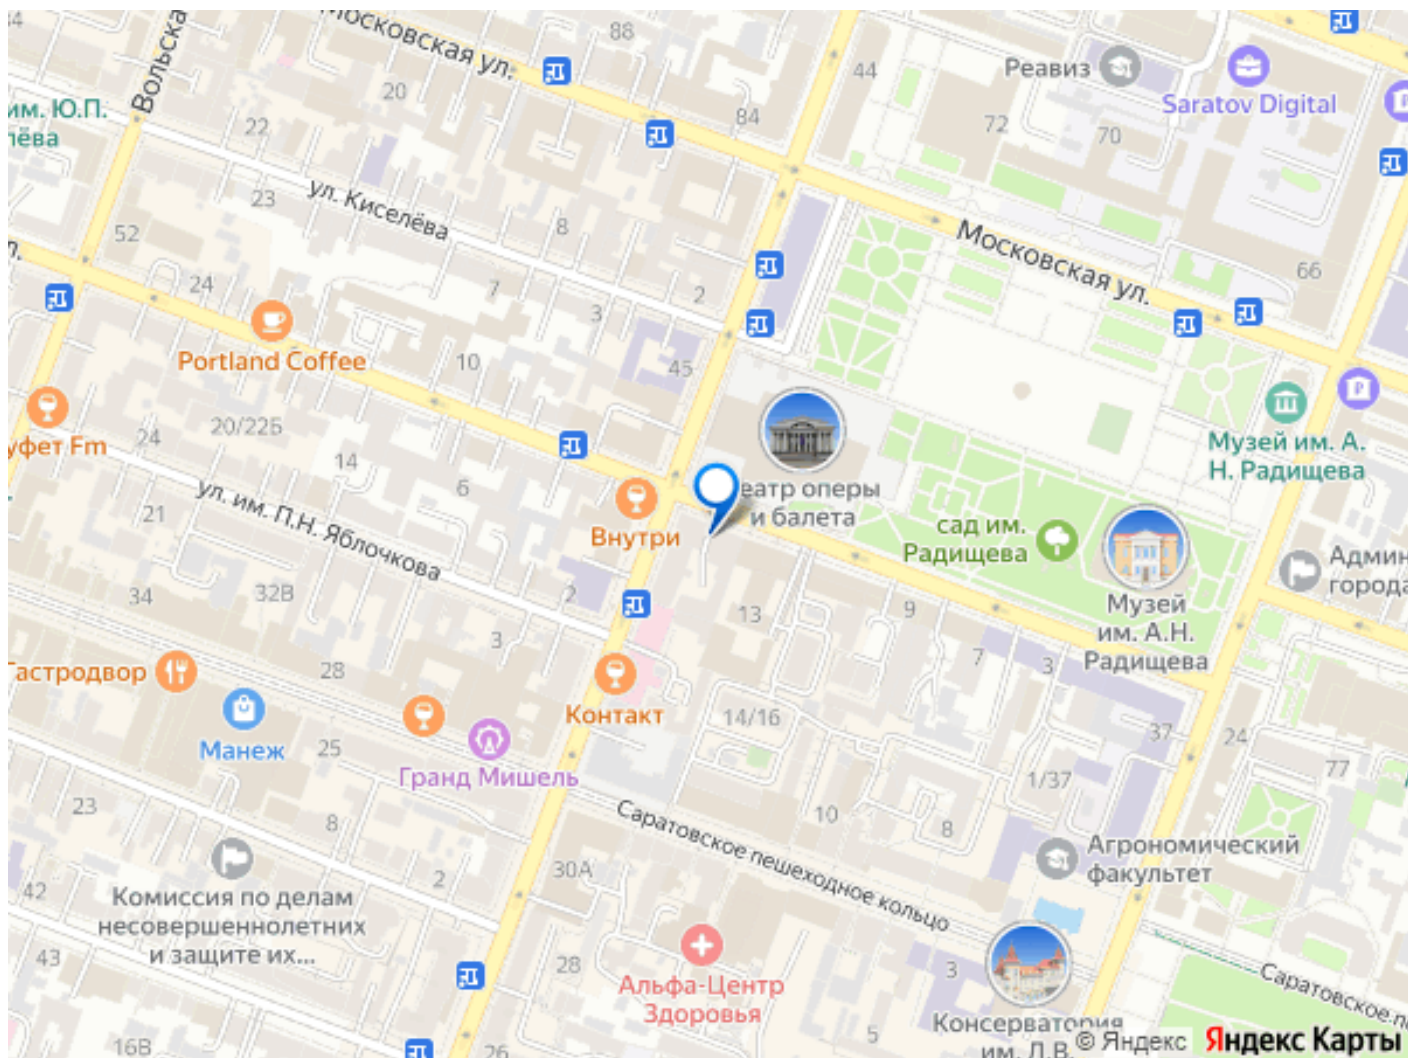 Московская ул.
Вольска
88
44
Реавиз
Saratov Digital
им. Ю.П.
лёва
20
22
84
72
70
ул. Киселёва
23
8
52
Московская ул.
66
л.
24
7
2
3
Portland Coffee
10
45
Музей им. А.
Н. Радищева
уфет Fm
24
20/225
14
6
еатр оперы
и балета
ул. им. П.Н. Яблочкова
21
Внутри
сад им.
Радищева
Админ
города
34
32В
2
13
9
Музей
им. А.Н.
Радищева
3
7
3
Гастродвор
28
Контакт
14/16
37
24
Манеж
25
Гранд Мишель
1/37
77
23
8
Саратовское пешеходное кольцо
10
8
Агрономический
факультет
30А
2
42
Комиссия по делам
несовершеннолетних
и защите их...
43
28
Альфа-Центр
Здоровья
3
Саратовское п
16В
26
5
Консерватория
им. Л.В.
© Яндекс Яндекс Карты